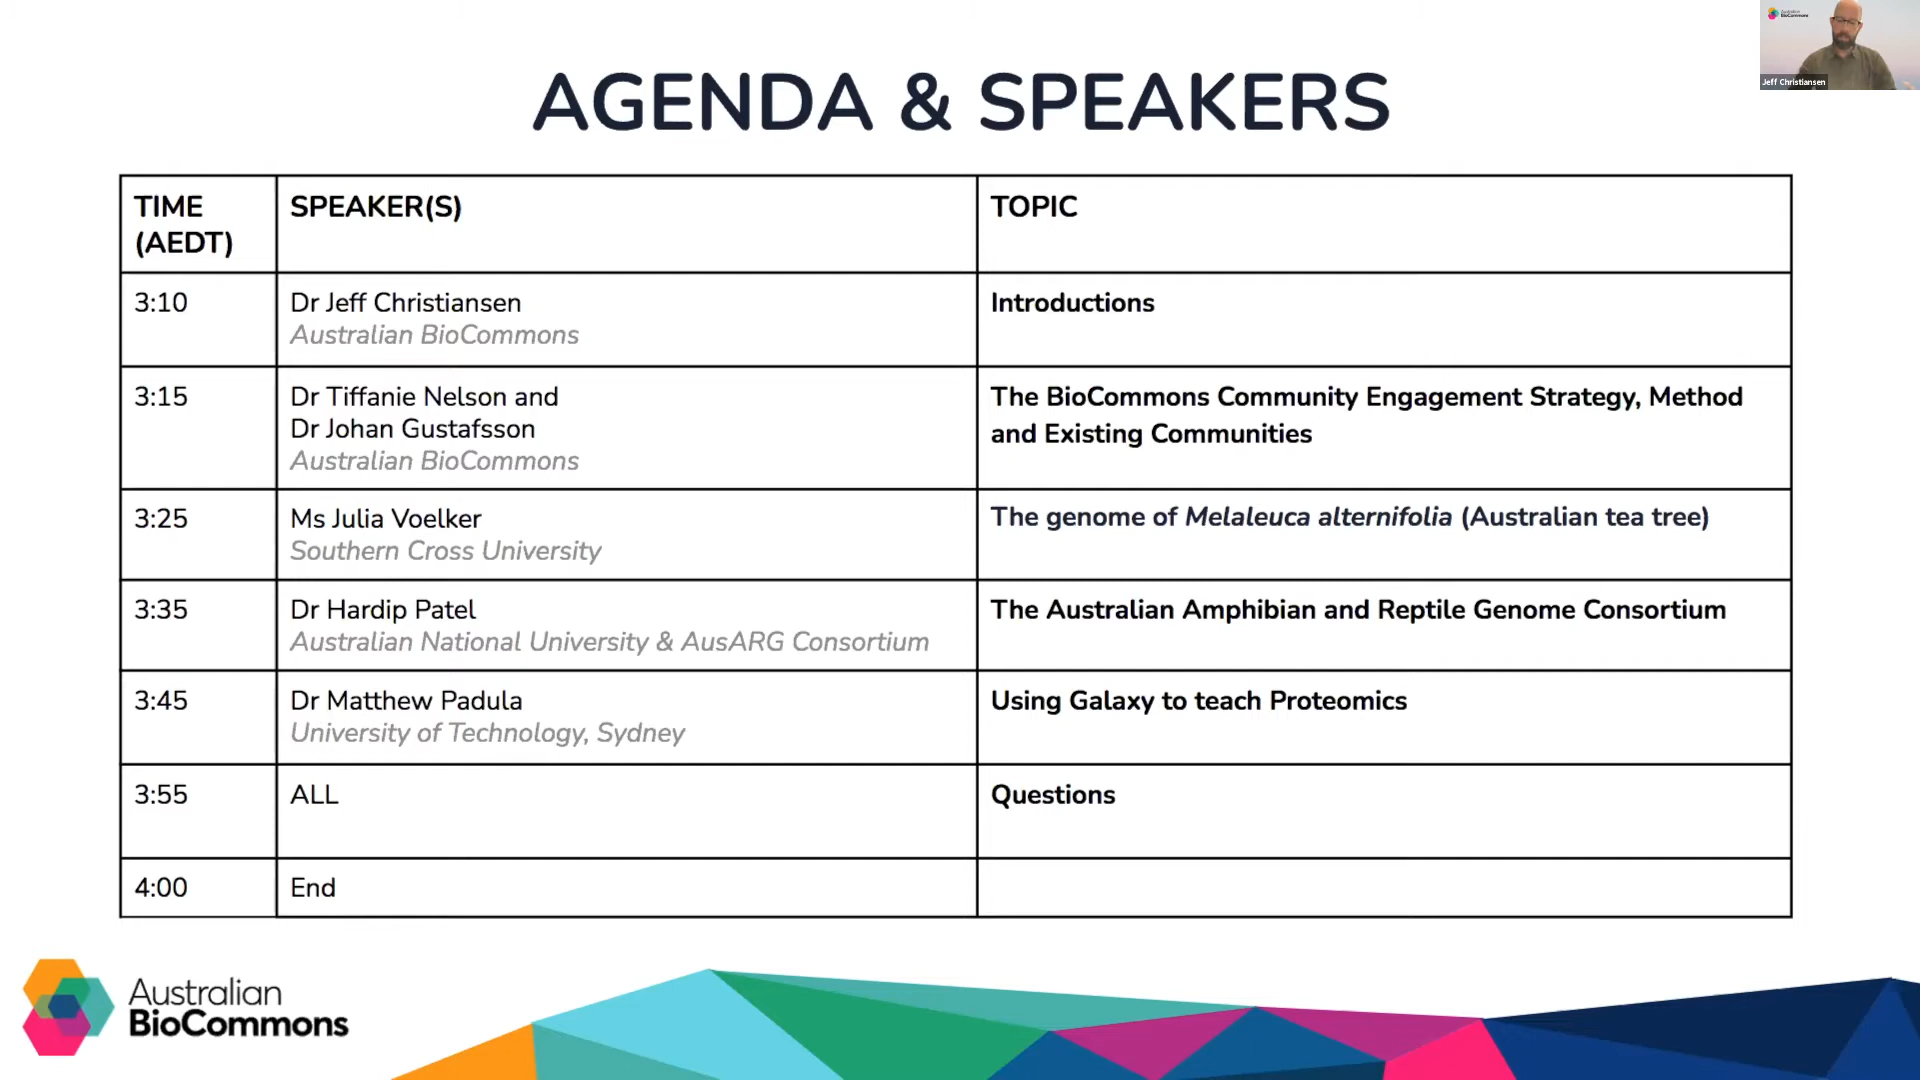 Australian
BioCommons
Jeff Christiansen
AGENDA & SPEAKERS
TIME
(AEDT)
SPEAKER(S)
TOPIC
3:10
Dr Jeff Christiansen
Australian BioCommons
Introductions
3:15
Dr Tiffanie Nelson and
Dr Johan Gustafsson
Australian BioCommons
The BioCommons Community Engagement Strategy, Method
and Existing Communities
3:25
Ms Julia Voelker
Southern Cross University
The genome of Melaleuca alternifolia (Australian tea tree)
3:35
Dr Hardip Patel
Australian National University & AusARG Consortium
The Australian Amphibian and Reptile Genome Consortium
3:45
Dr Matthew Padula
University of Technology, Sydney
Using Galaxy to teach Proteomics
3:55
ALL
Questions
4:00
End
Australian
BioCommons